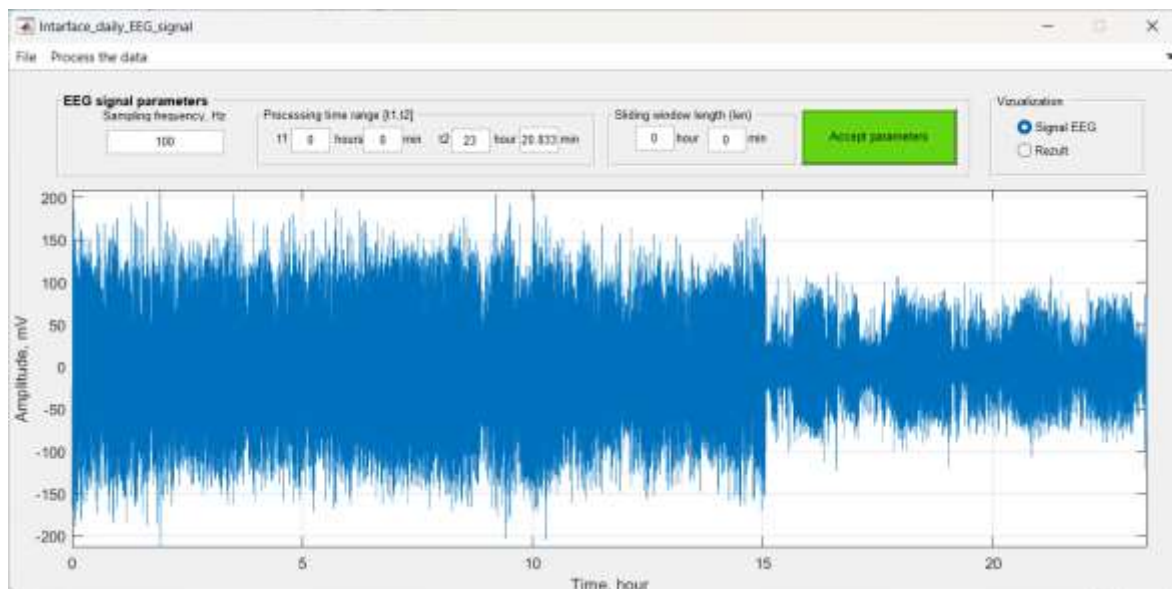 Intarface_daily_EEG_signal
File Process the data
EEG signal parameters
Sampling frequency, Hz
100
Processing time range [t1,t2]
t1 0 hours 0 min t2 23 hour 20.833 min
Sliding window length (len)
0 hour 0 min
Accept parameters
Vizualization
Signal EEG
Rezult
Amplitude, mV
200
150
100
50
0
-50
-100
-150
-200
0 5 10 15 20
Time, hour